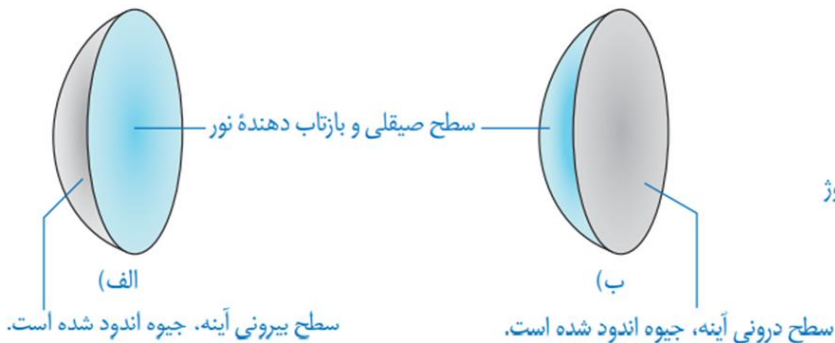 سطح صیقلی و بازتاب دهندهٔ نور
الف)
ب)
سطح بیرونی آینه، جیوه اندود شده است.
سطح درونی آینه، جیوه اندود شده است.